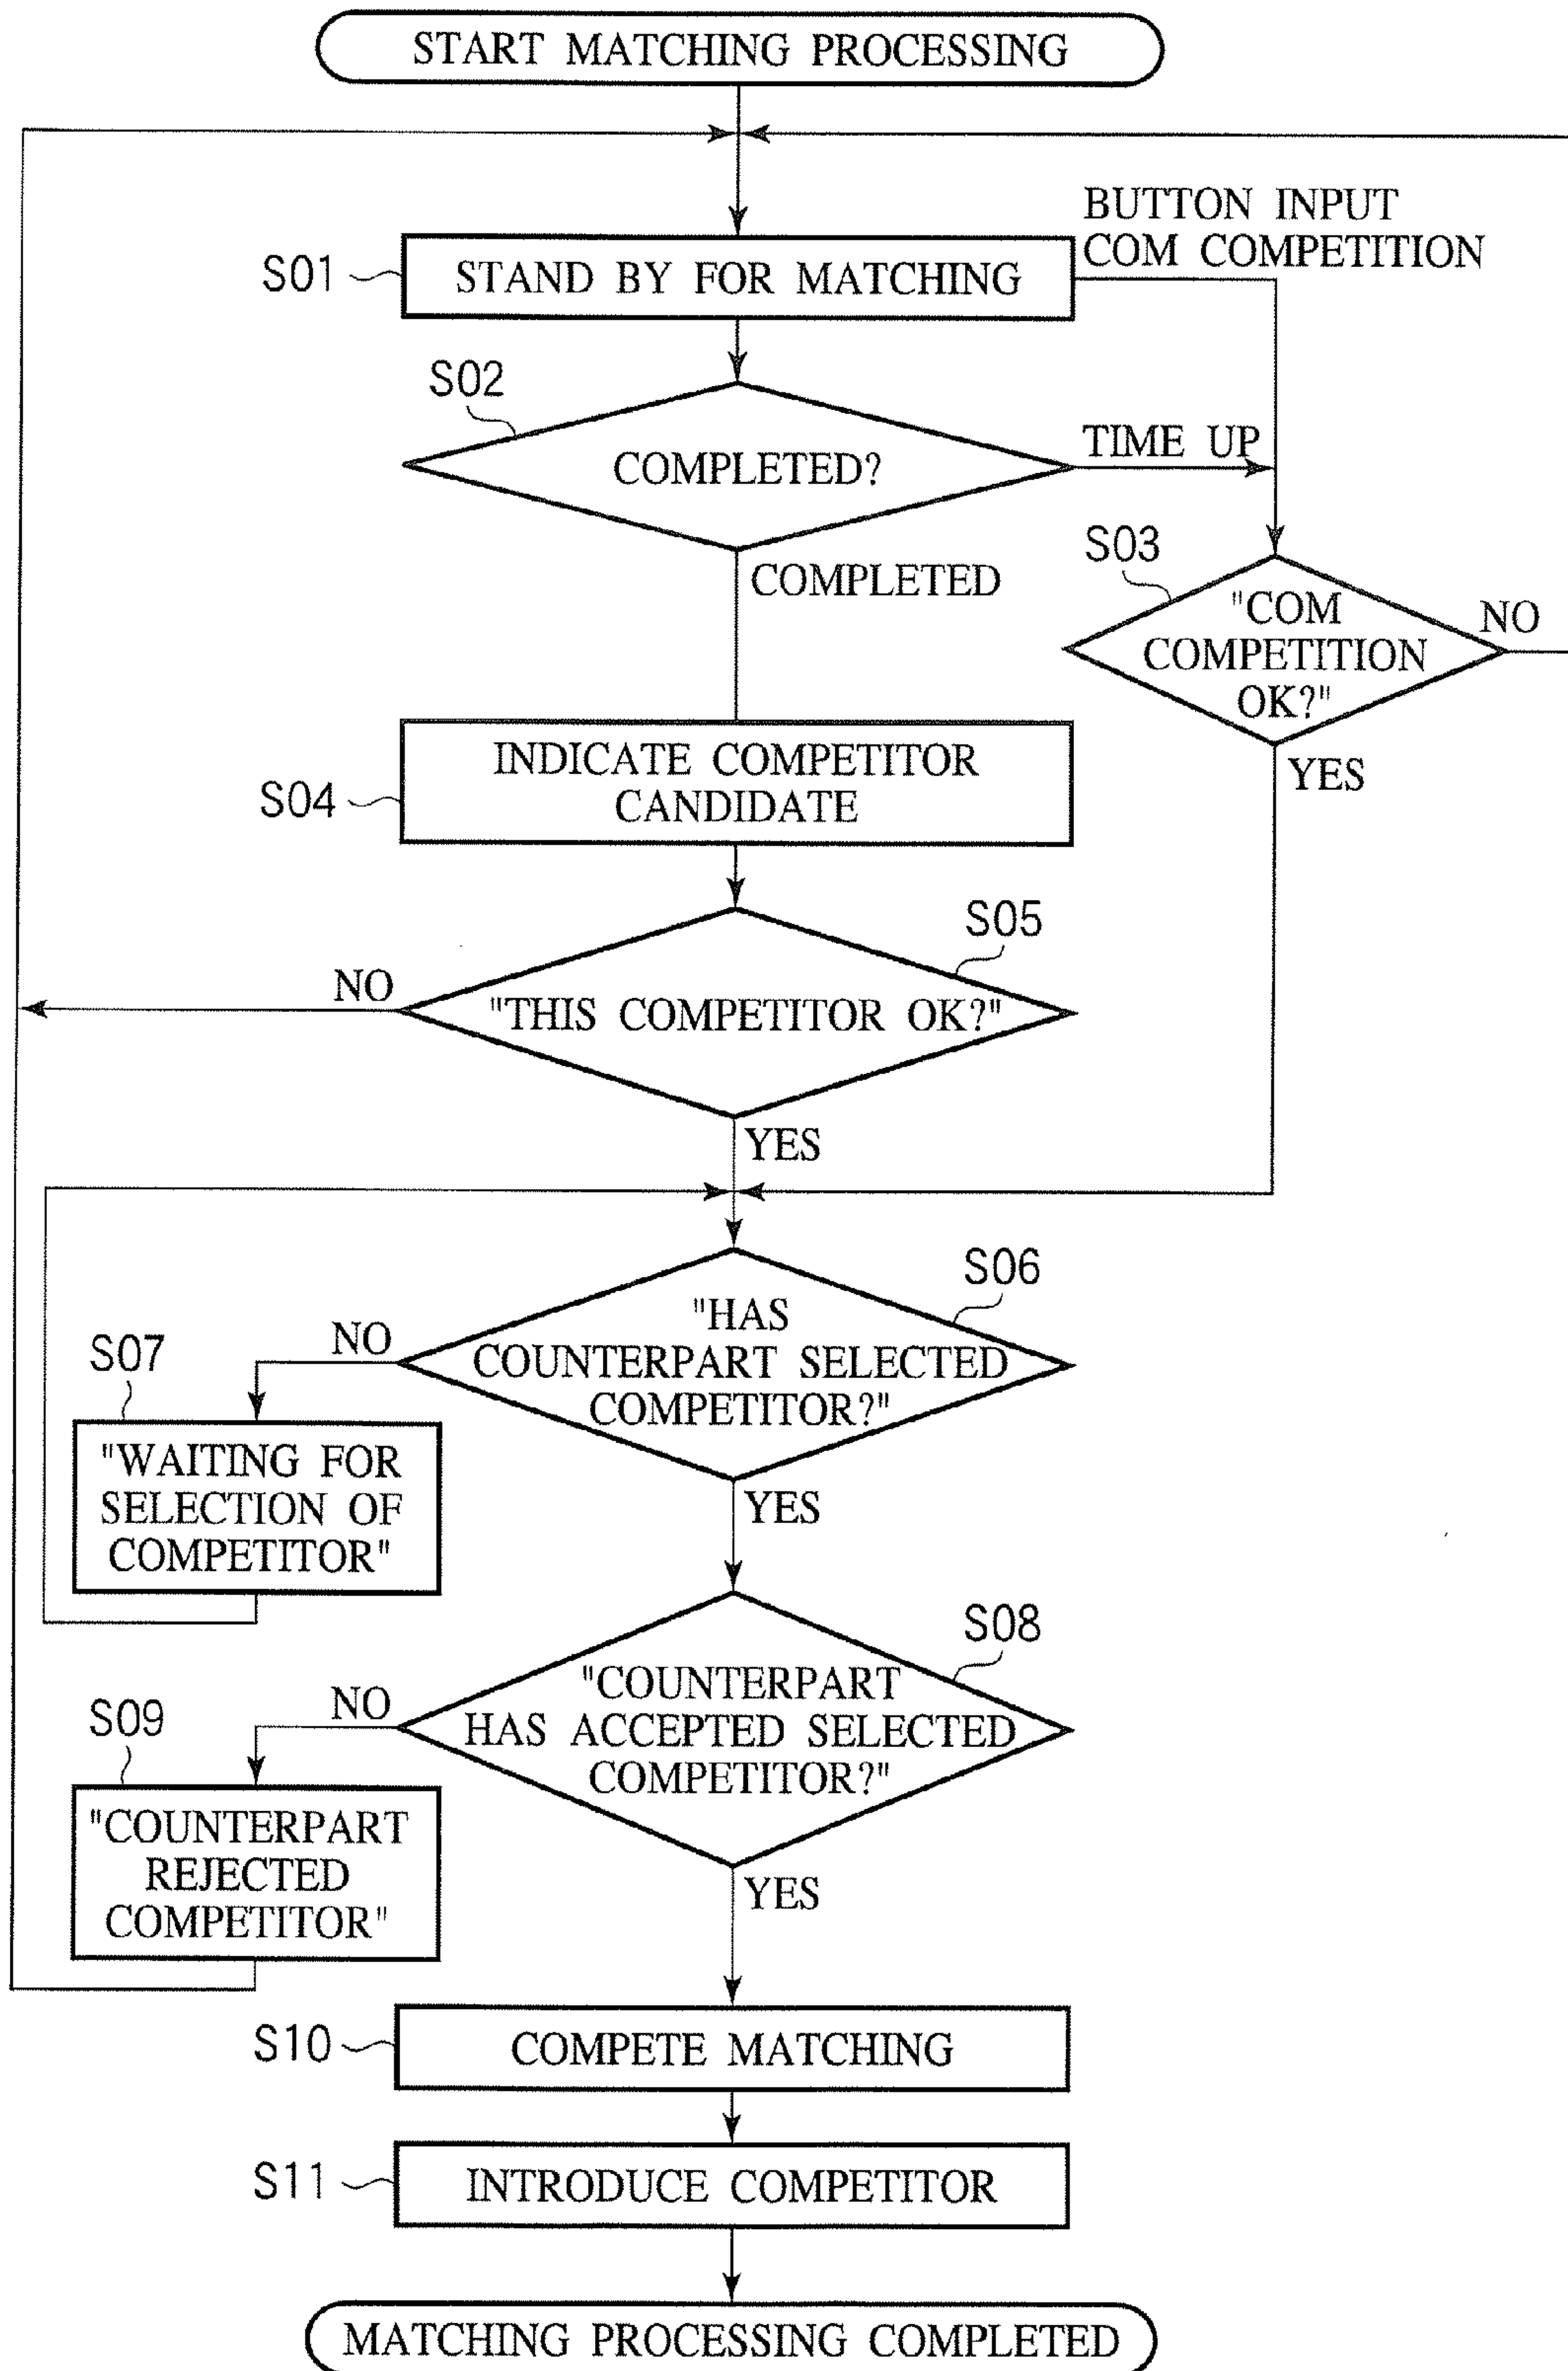 START MATCHING PROCESSING
BUTTON INPUT
COM COMPETITION
S01
STAND BY FOR MATCHING
S02
COMPLETED?
TIME UP
COMPLETED
S03
"COM
COMPETITION
OK?"
NO
YES
S04
INDICATE COMPETITOR
CANDIDATE
S05
NO
"THIS COMPETITOR OK?"
YES
S06
NO
"HAS
COUNTERPART SELECTED
COMPETITOR?"
S07
"WAITING FOR
SELECTION OF
COMPETITOR"
YES
S08
NO
"COUNTERPART
HAS ACCEPTED SELECTED
COMPETITOR?"
S09
"COUNTERPART
REJECTED
COMPETITOR"
YES
S10
COMPETE MATCHING
S11
INTRODUCE COMPETITOR
MATCHING PROCESSING COMPLETED